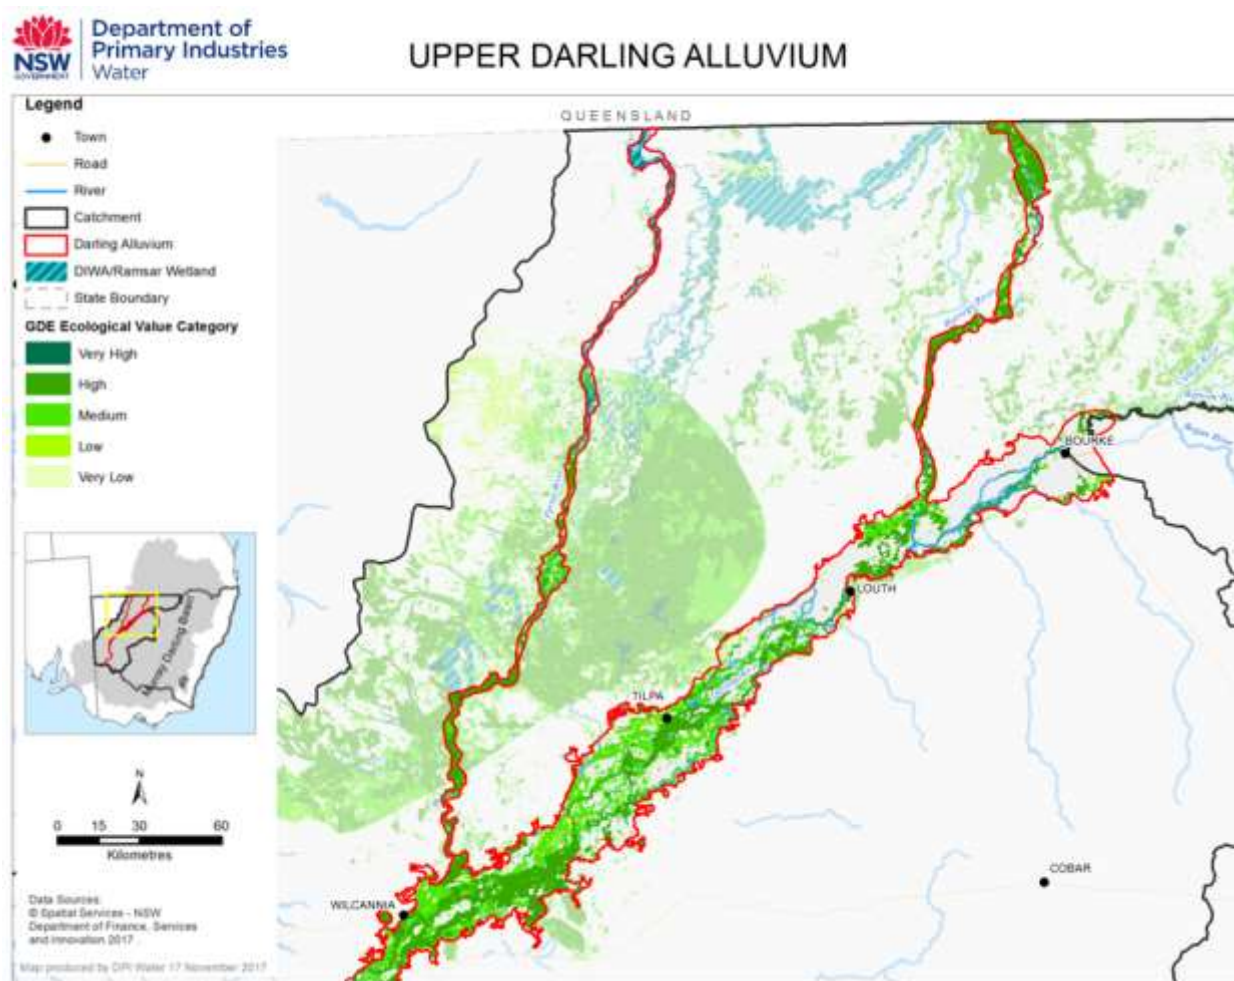 NSW
GOVERNMENT
Department of
Primary Industries
Water
UPPER DARLING ALLUVIUM
Legend
Town
Road
River
Catchment
Darling Alluvium
DIWA/Ramsar Wetland
State Boundary
GDE Ecological Value Category
Very High
High
Medium
Low
Very Low
Murray Darling Basin
N
0 15 30 60
Kilometres
Data Sources:
© Spatial Services - NSW
Department of Finance, Services
and Innovation 2017
Map produced by DPI Water 17 November 2017
QUEENSLAND
BOURKE
LOUTH
TILPA
WILCANNIA
COBAR